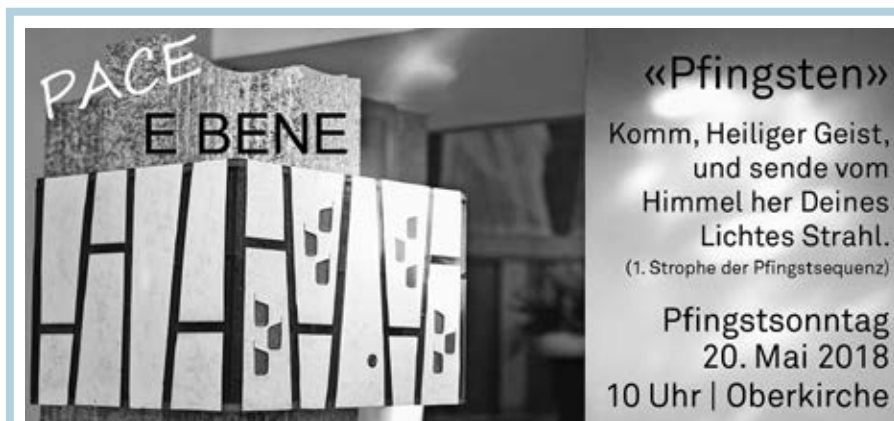 PACE
E BENE
«Pfingsten»
Komm, Heiliger Geist,
und sende vom
Himmel her Deines
Lichtes Strahl.
(1. Strophe der Pfingstsequenz)
Pfingstsonntag
20. Mai 2018
10 Uhr | Oberkirche